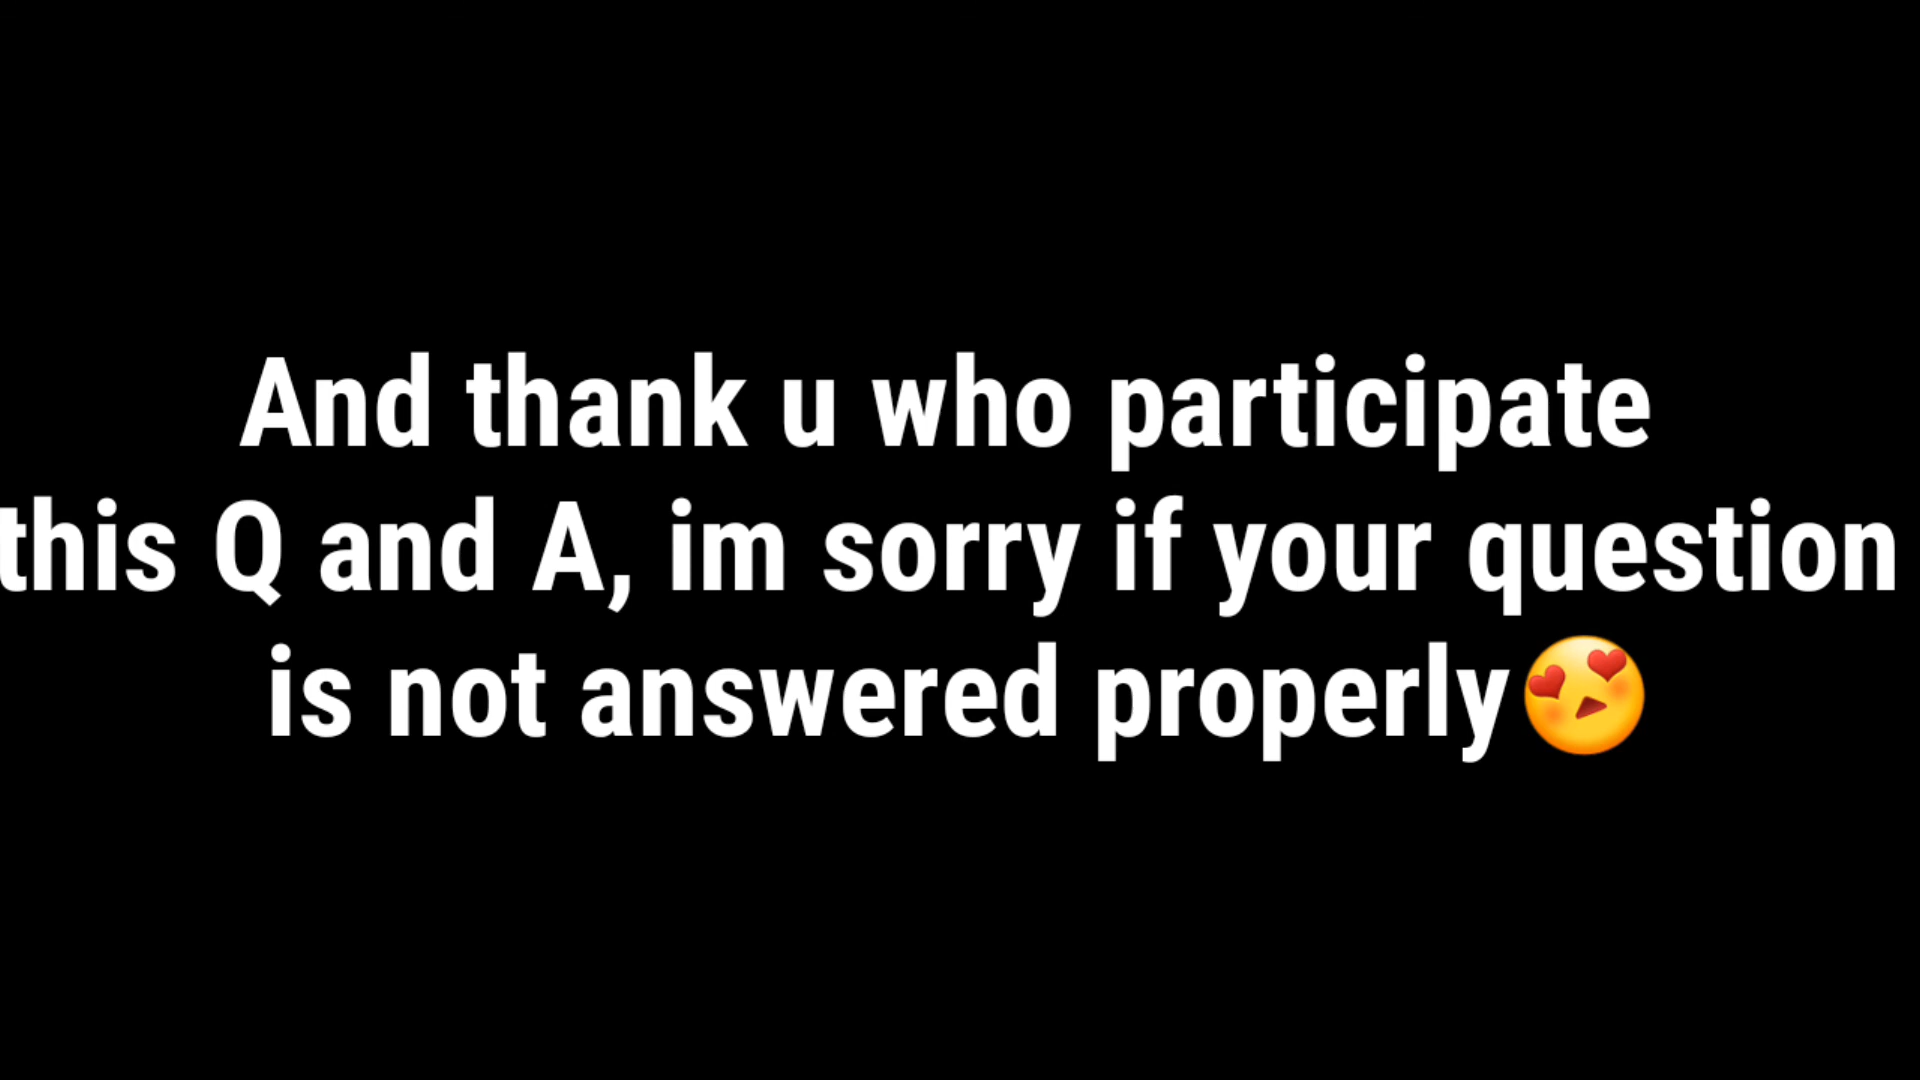 And thank u who participate
this Q and A, im sorry if your question
is not answered properly😍